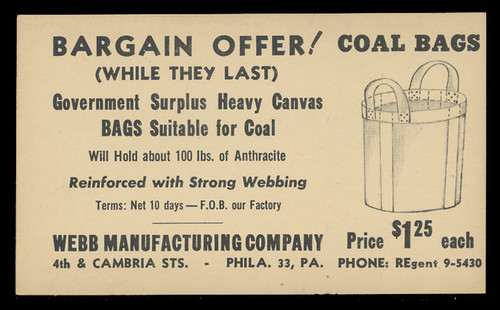 BARGAIN OFFER! COAL BAGS
(WHILE THEY LAST)
Government Surplus Heavy Canvas
BAGS Suitable for Coal
Will Hold about 100 lbs. of Anthracite
Reinforced with Strong Webbing
Terms: Net 10 days — F.O.B. our Factory
WEBB MANUFACTURING COMPANY
4th & CAMBRIA STS. - PHILA. 33, PA.
Price $1.25 each
PHONE: REgent 9-5430